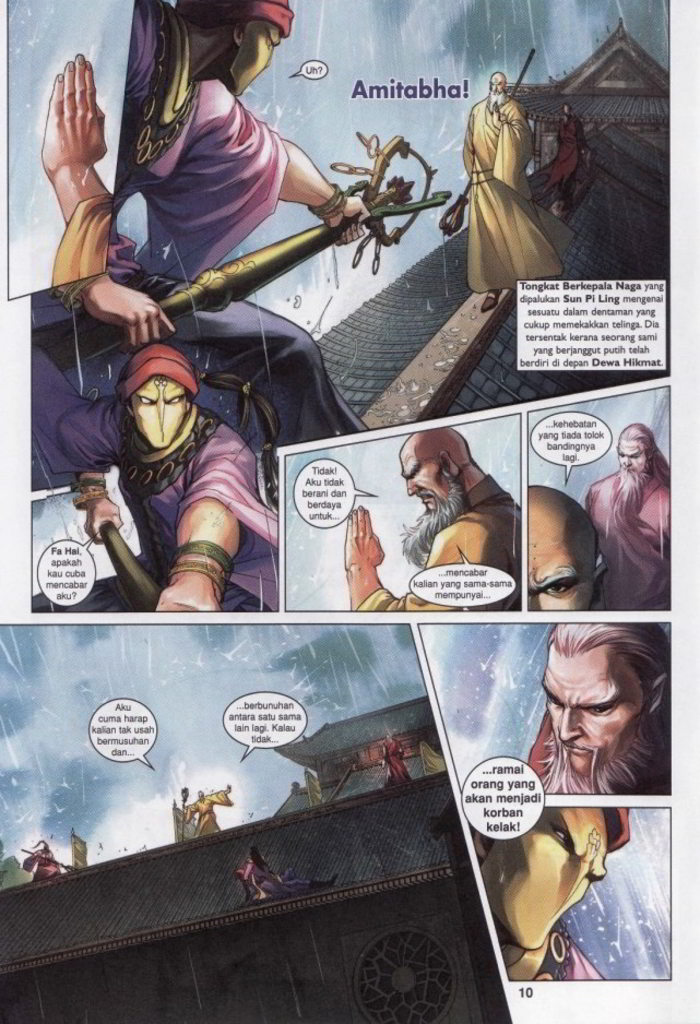 Uh?
Amitabha!
Tongkat Berkepala Naga yang
dipalukan Sun Pi Ling mengenai
sesuatu dalam dentaman yang
cukup memekakkan telinga. Dia
tersentak kerana seorang sami
yang berjanggut putih telah
berdiri di depan Dewa Hikmat.
Fa Hai,
apakah
kau cuba
mencabar
aku?
Tidak!
Aku tidak
berani dan
berdaya
untuk...
...mencabar
kalian yang sama-sama
mempunyai...
...kehebatan
yang tiada tolok
bandingnya
lagi.
Aku
cuma harap
kalian tak usah
bermusuhan
dan...
...berbunuhan
antara satu sama
lain lagi. Kalau
tidak...
...ramai
orang yang
akan menjadi
korban
kelak!
10